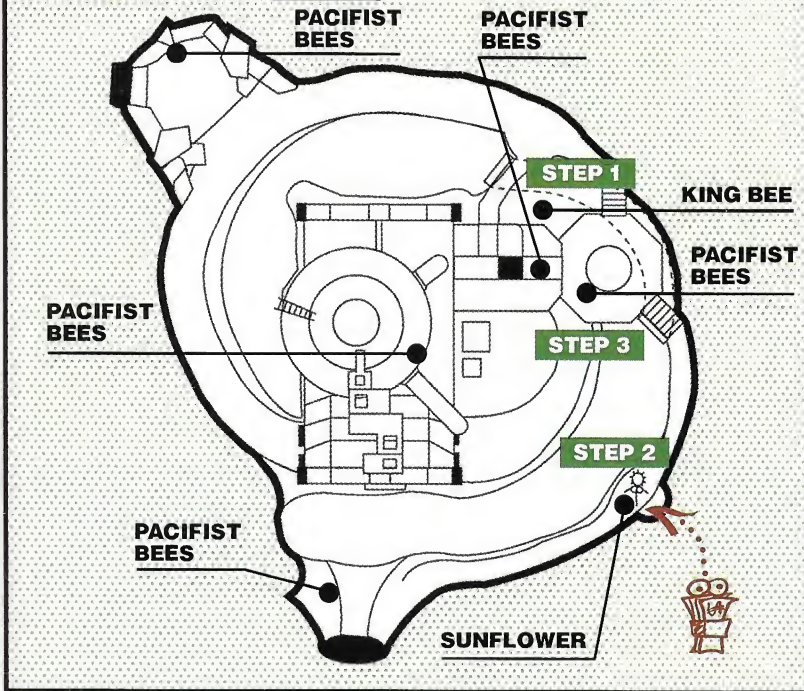 PACIFIST
BEES
PACIFIST
BEES
STEP 1
KING BEE
PACIFIST
BEES
PACIFIST
BEES
STEP 3
STEP 2
PACIFIST
BEES
SUNFLOWER